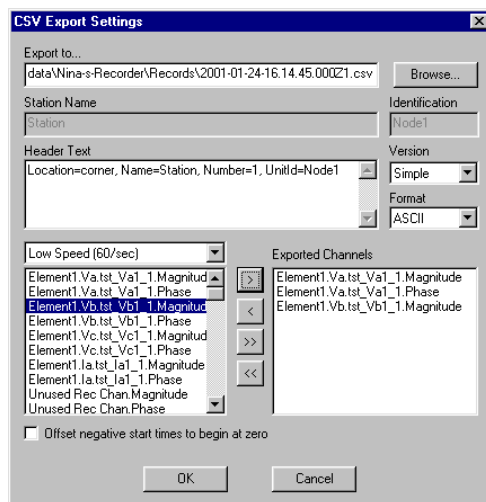 CSV Export Settings
Export to...
data\Nina-s-Recorder\Records\2001-01-24-16.14.45.000Z1.csv
Browse...
Station Name
Identification
Station
Node1
Header Text
Version
Location=corner, Name=Station, Number=1, UnitId=Node1
Simple
Format
ASCII
Low Speed (60/sec)
Exported Channels
Element1.Va.tst_Va1_1.Magnitud
Element1.Va.tst_Va1_1.Phase
Element1.Vb.tst_Vb1_1.Magnitud
Element1.Vb.tst_Vb1_1.Phase
Element1.Vc.tst_Vc1_1.Magnitud
Element1.Vc.tst_Vc1_1.Phase
Element1.Ia.tst_Ia1_1.Magnitude
Element1.Ia.tst_Ia1_1.Phase
Unused Rec Chan.Magnitude
Unused Rec Chan.Phase
>
<
>>
<<
Element1.Va.tst_Va1_1.Magnitude
Element1.Va.tst_Va1_1.Phase
Element1.Vb.tst_Vb1_1.Magnitude
Offset negative start times to begin at zero
OK
Cancel